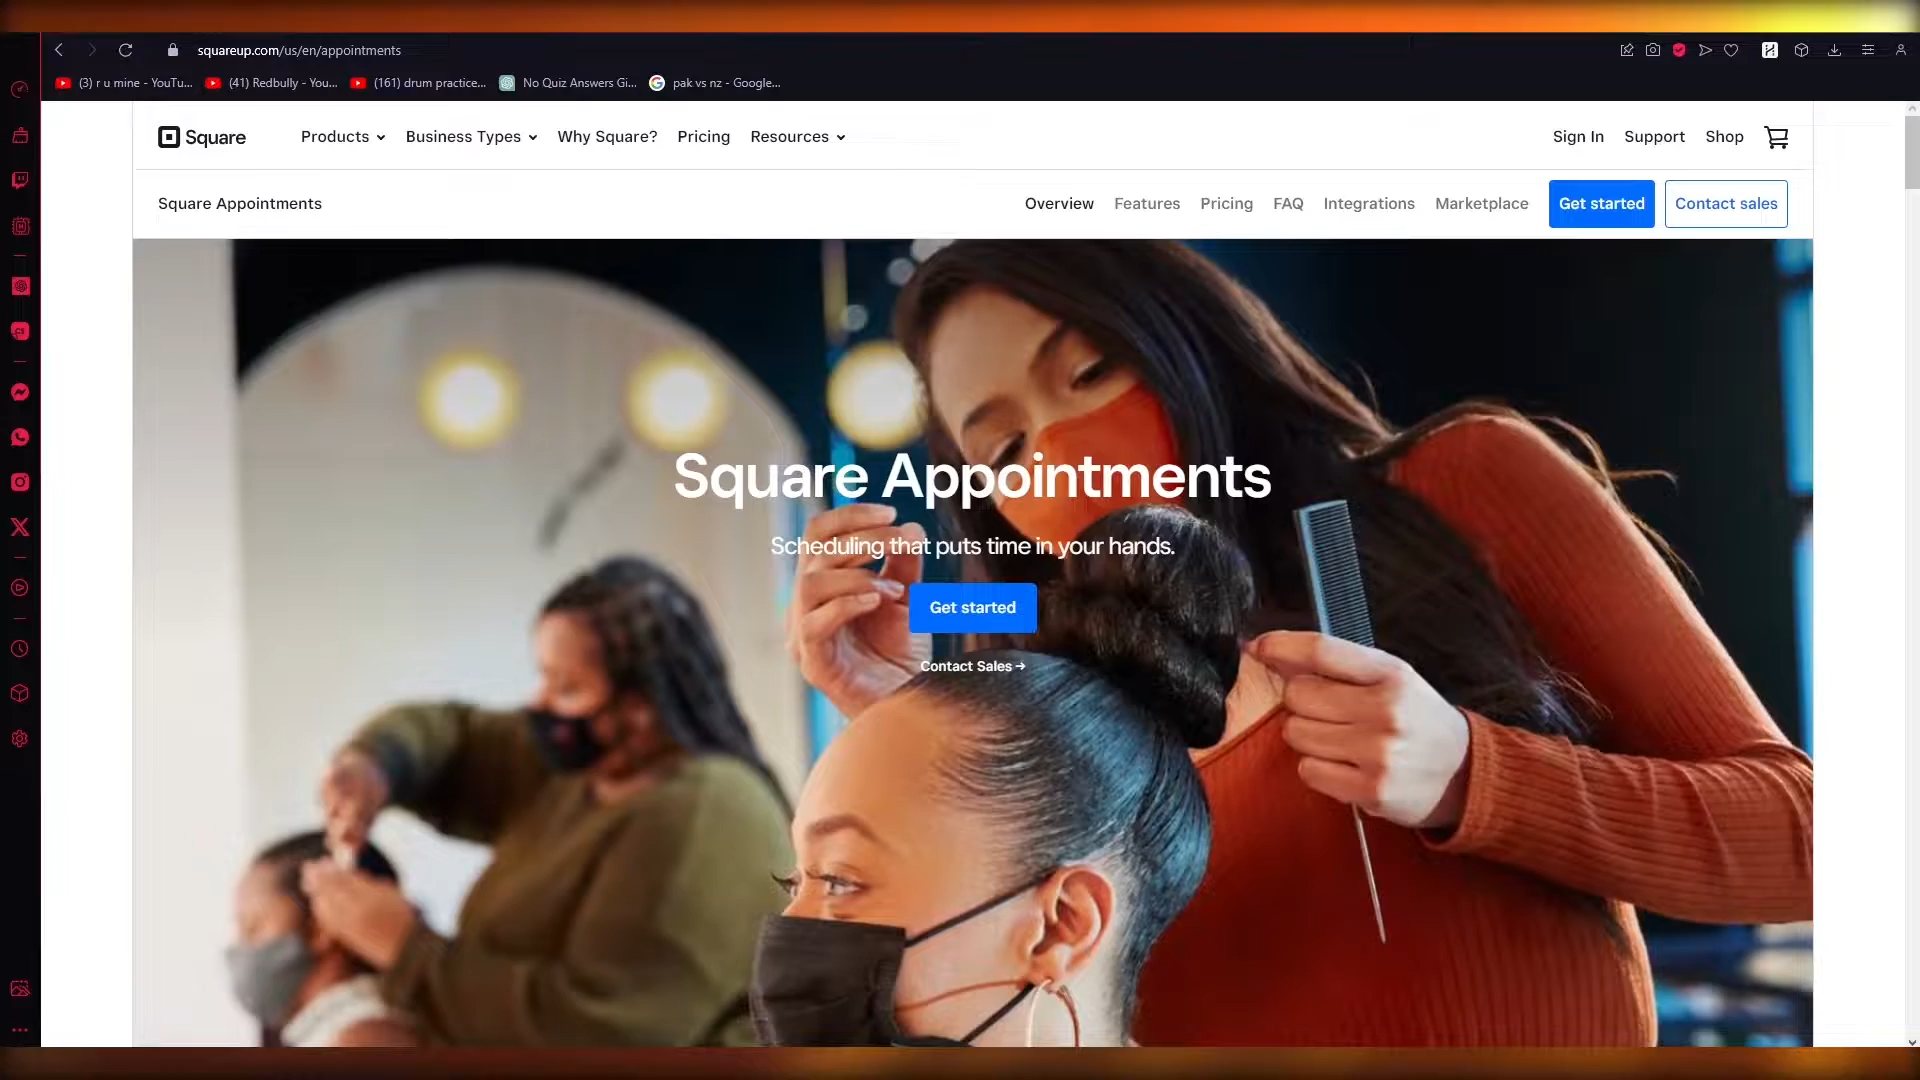 squareup.com/us/en/appointments
(3) r u mine - YouTu... (41) Redbully - You... (161) drum practice... No Quiz Answers Gi... pak vs nz - Google...
Square Products Business Types Why Square? Pricing Resources Sign In Support Shop
Square Appointments Overview Features Pricing FAQ Integrations Marketplace Get started Contact sales
Square Appointments
Scheduling that puts time in your hands.
Get started
Contact Sales →